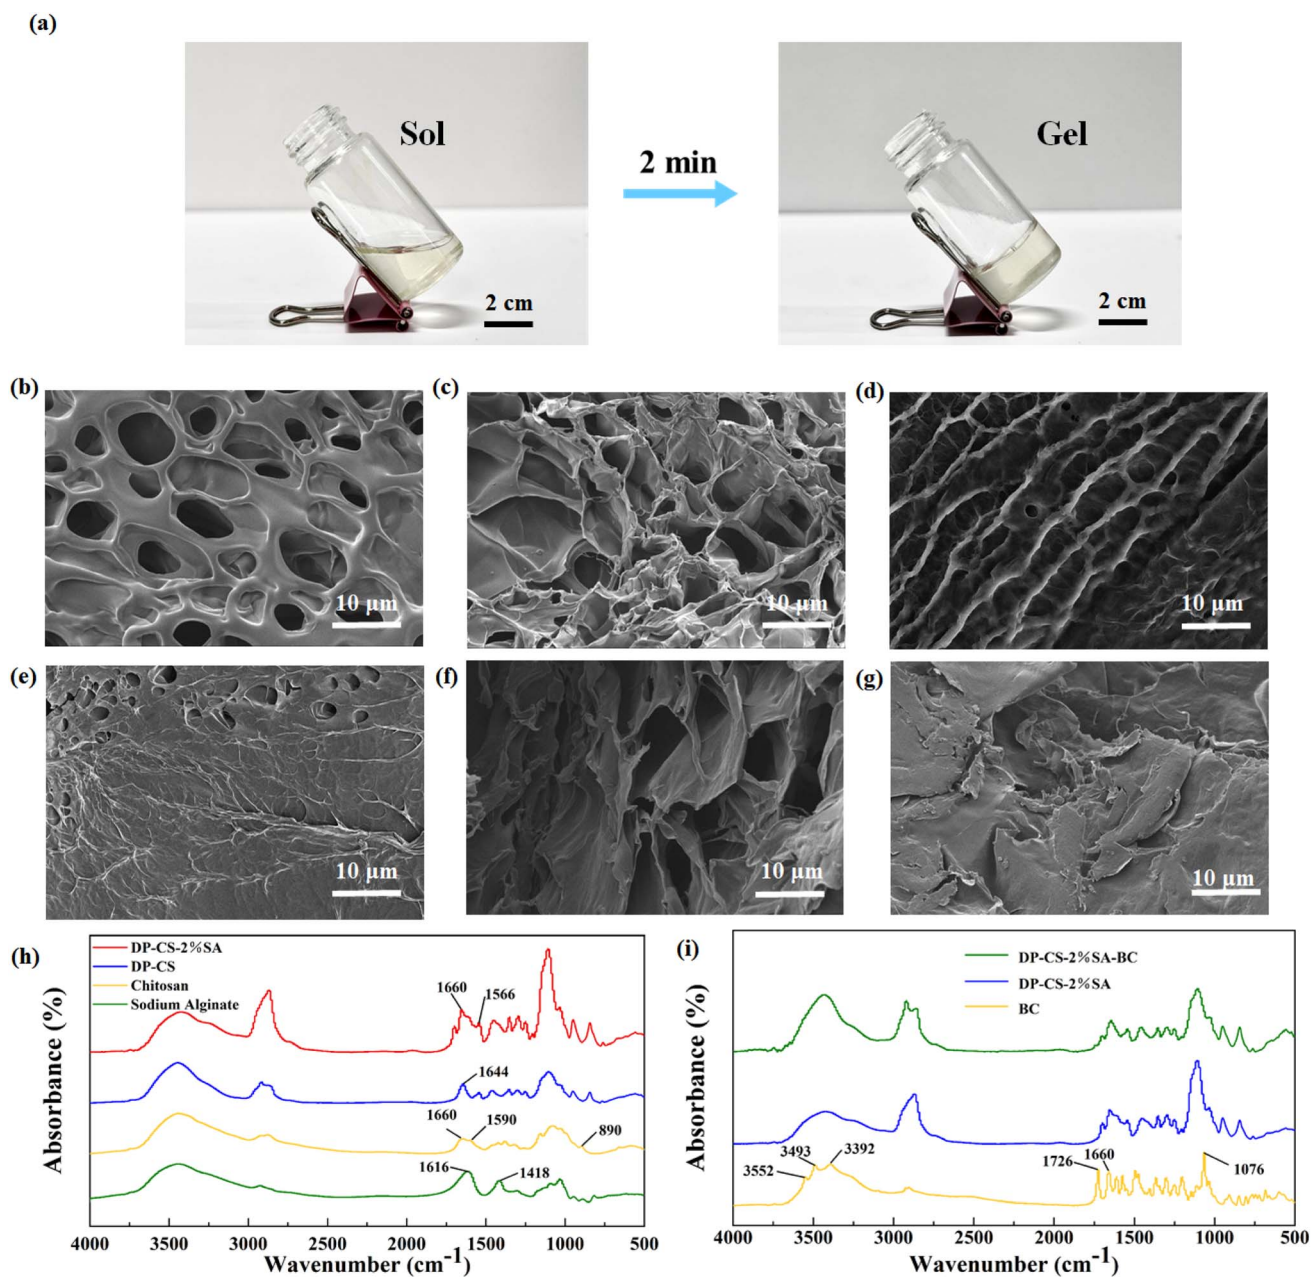 (a)
Sol
2 min
Gel
2 cm
2 cm
(b)
(c)
(d)
10 µm
10 µm
10 µm
(e)
(f)
(g)
10 µm
10 µm
10 µm
(h)
DP-CS-2%SA
DP-CS
Chitosan
Sodium Alginate
1660
1566
1644
1660
1590
890
1616
1418
Absorbance (%)
4000 3500 3000 2500 2000 1500 1000 500
Wavenumber (cm-1)
(i)
DP-CS-2%SA-BC
DP-CS-2%SA
BC
3552
3493
3392
1726
1660
1076
Absorbance (%)
4000 3500 3000 2500 2000 1500 1000 500
Wavenumber (cm-1)